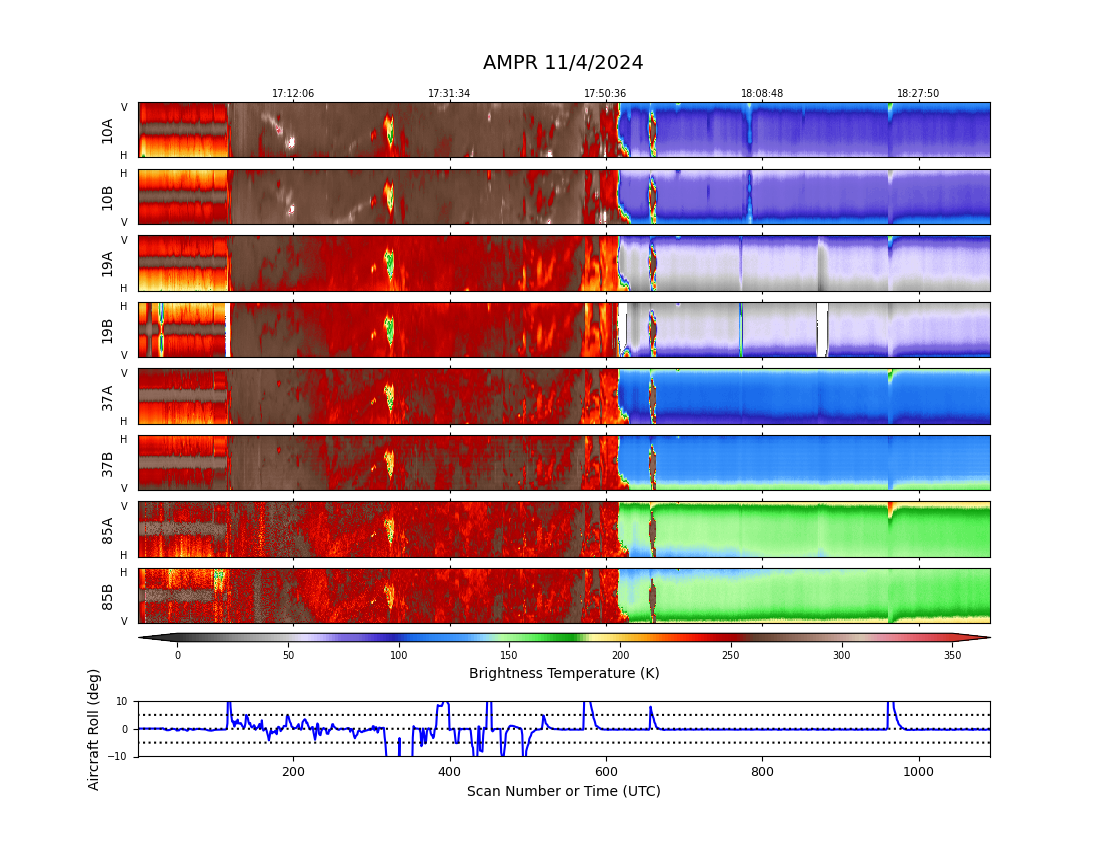 AMPR 11/4/2024
17:12:06 17:31:34 17:50:36 18:08:48 18:27:50
V
10A
H
H
10B
V
V
19A
H
H
19B
V
V
37A
H
H
37B
V
V
85A
H
H
85B
V
0 50 100 150 200 250 300 350
Brightness Temperature (K)
Aircraft Roll (deg)
10
0
−10
200 400 600 800 1000
Scan Number or Time (UTC)